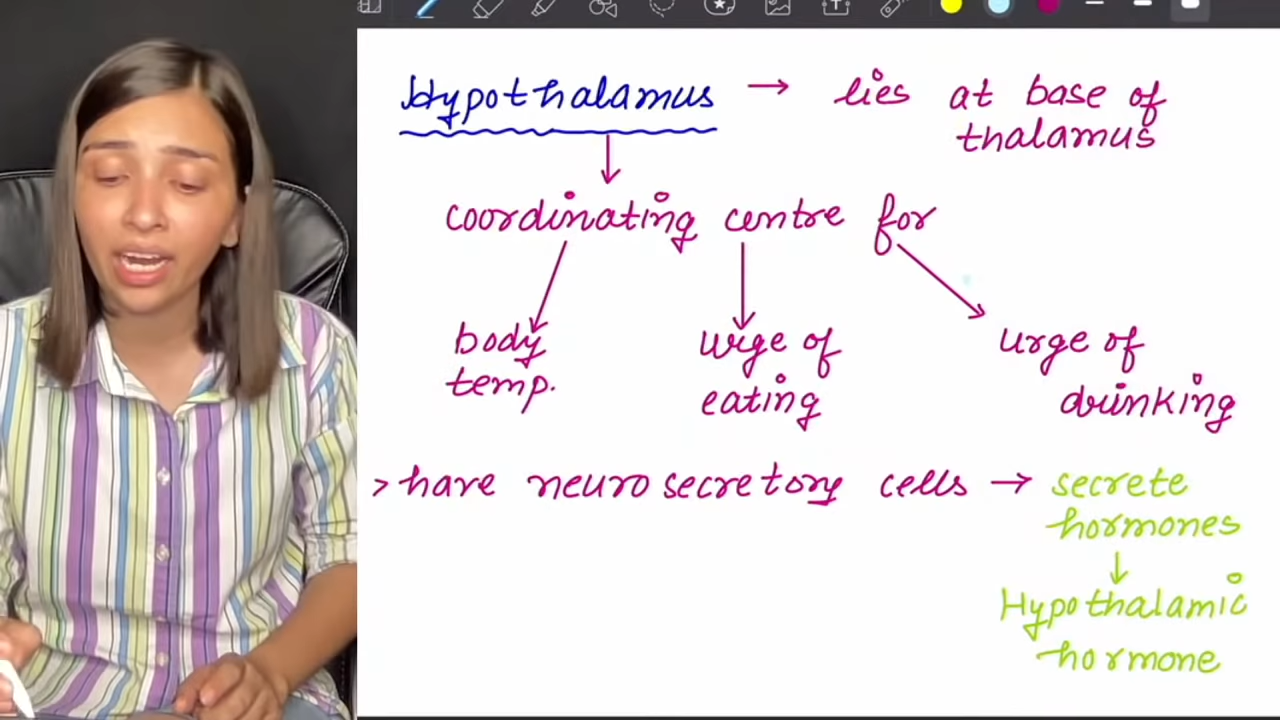 Hypothalamus → lies at base of
thalamus
coordinating centre for
body urge of urge of
temp. eating drinking
> have neurosecretory cells → secrete
hormones
↓
Hypothalamic
hormone